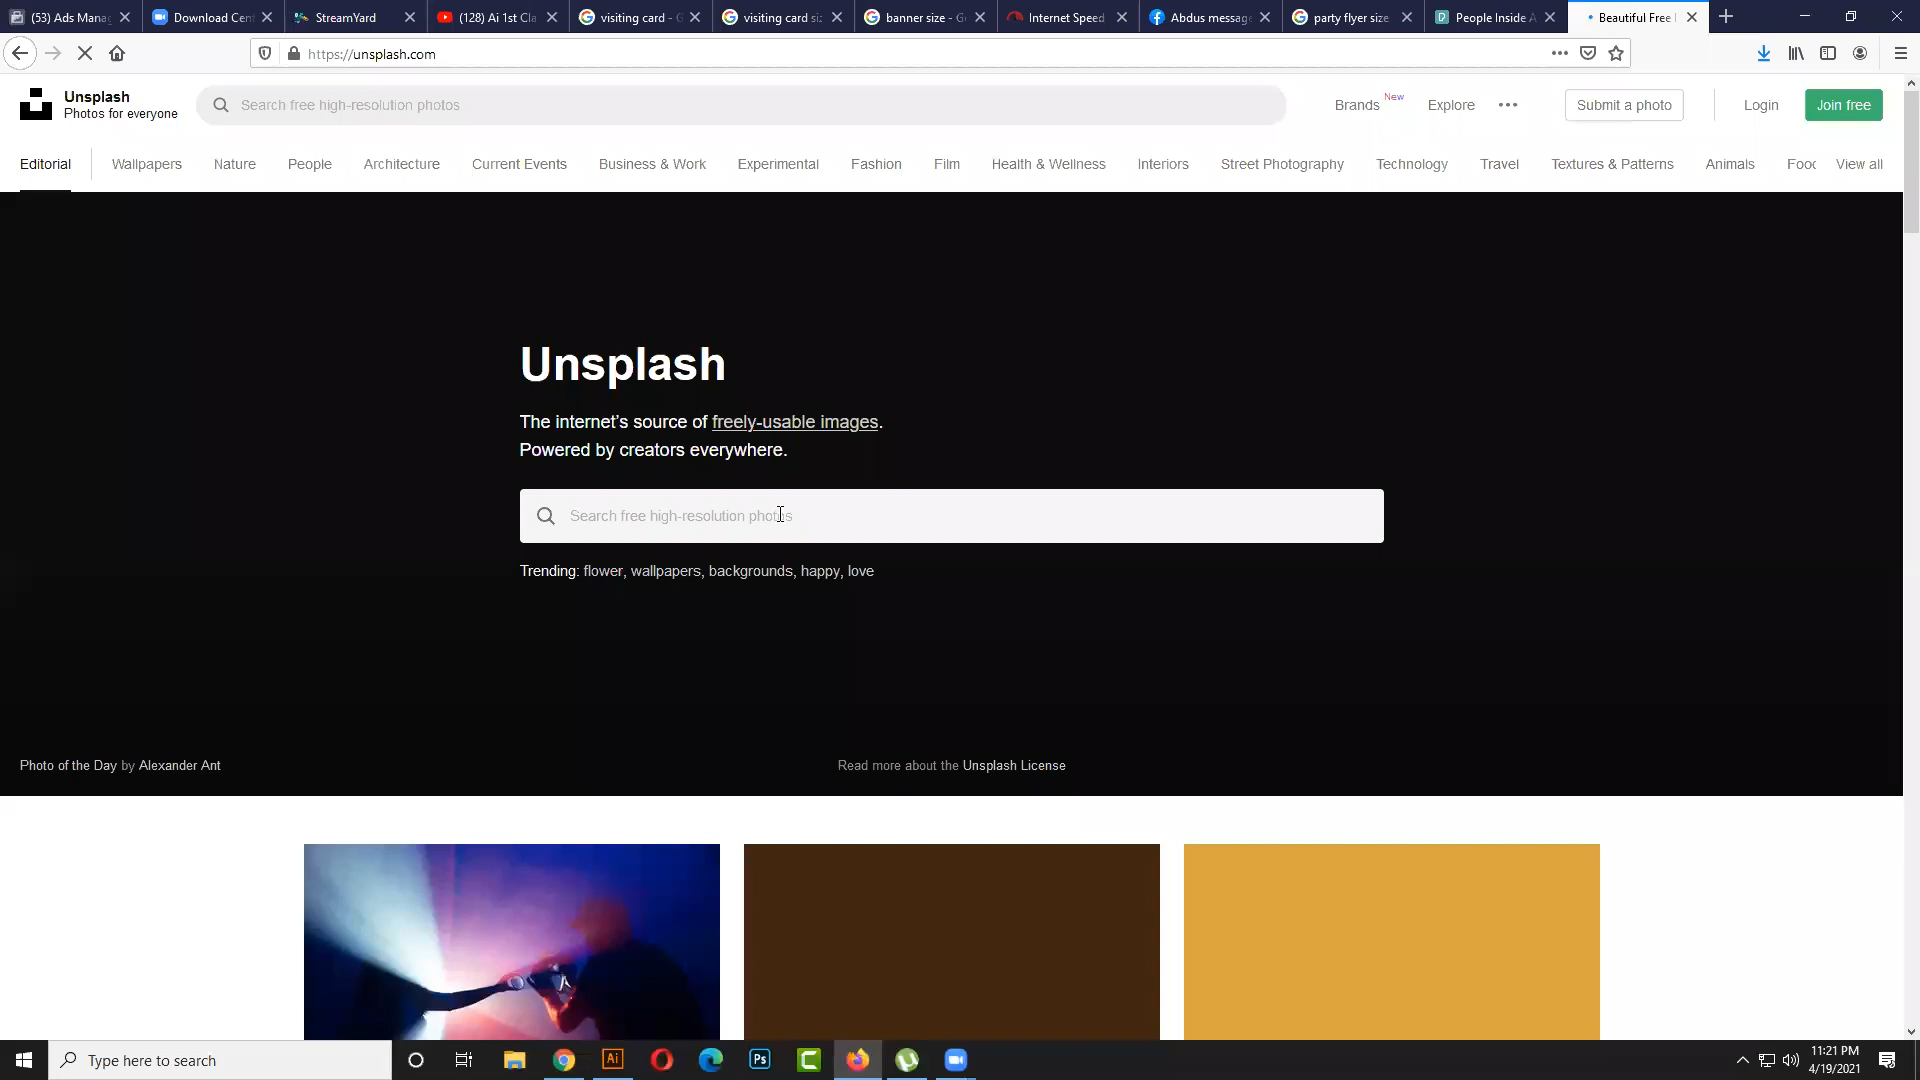 (53) Ads Manag
Download Cent
StreamYard
(128) Ai 1st Cla
visiting card - G
visiting card siz
banner size - Go
Internet Speed
Abdus message
party flyer size
People Inside A
Beautiful Free
https://unsplash.com
Unsplash
Photos for everyone
Search free high-resolution photos
Brands New
Explore
Submit a photo
Login
Join free
Editorial
Wallpapers
Nature
People
Architecture
Current Events
Business & Work
Experimental
Fashion
Film
Health & Wellness
Interiors
Street Photography
Technology
Travel
Textures & Patterns
Animals
Food
View all
Unsplash
The internet’s source of freely-usable images.
Powered by creators everywhere.
Search free high-resolution photos
Trending: flower, wallpapers, backgrounds, happy, love
Photo of the Day by Alexander Ant
Read more about the Unsplash License
Type here to search
Ai
Ps
11:21 PM
4/19/2021